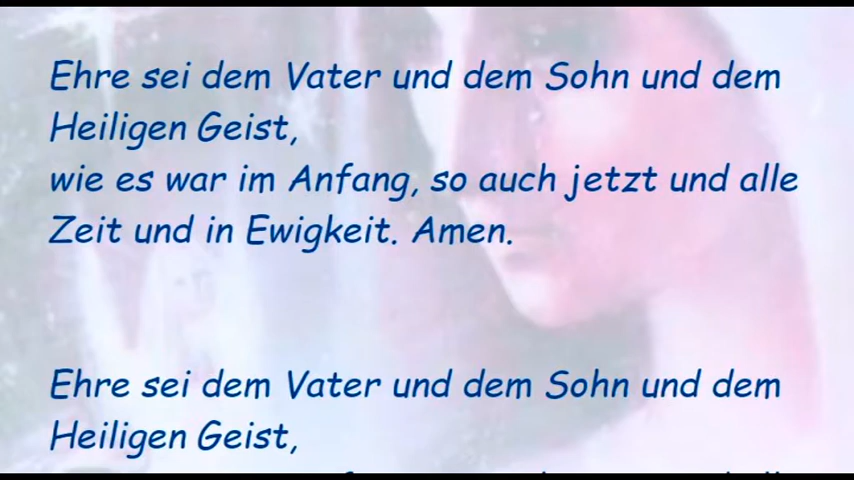 Ehre sei dem Vater und dem Sohn und dem
Heiligen Geist,
wie es war im Anfang, so auch jetzt und alle
Zeit und in Ewigkeit. Amen.
Ehre sei dem Vater und dem Sohn und dem
Heiligen Geist,